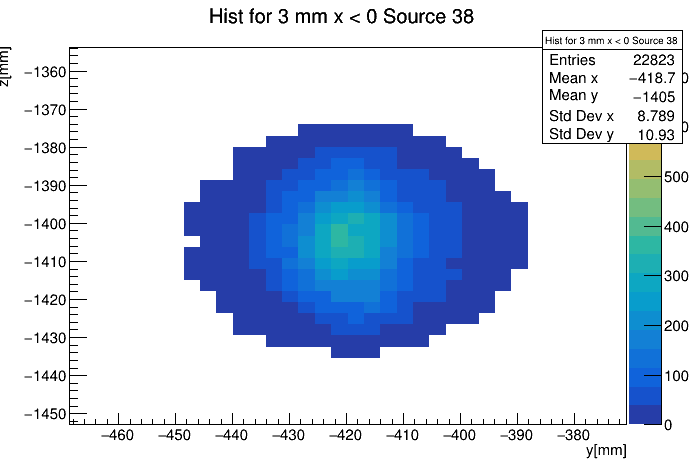 Hist for 3 mm x < 0 Source 38
z[mm]
Hist for 3 mm x < 0 Source 38
Entries 22823
Mean x −418.7
Mean y −1405
Std Dev x 8.789
Std Dev y 10.93
−1360
−1370
−1380
−1390
−1400
−1410
−1420
−1430
−1440
−1450
500
400
300
200
100
0
−460 −450 −440 −430 −420 −410 −400 −390 −380
y[mm]